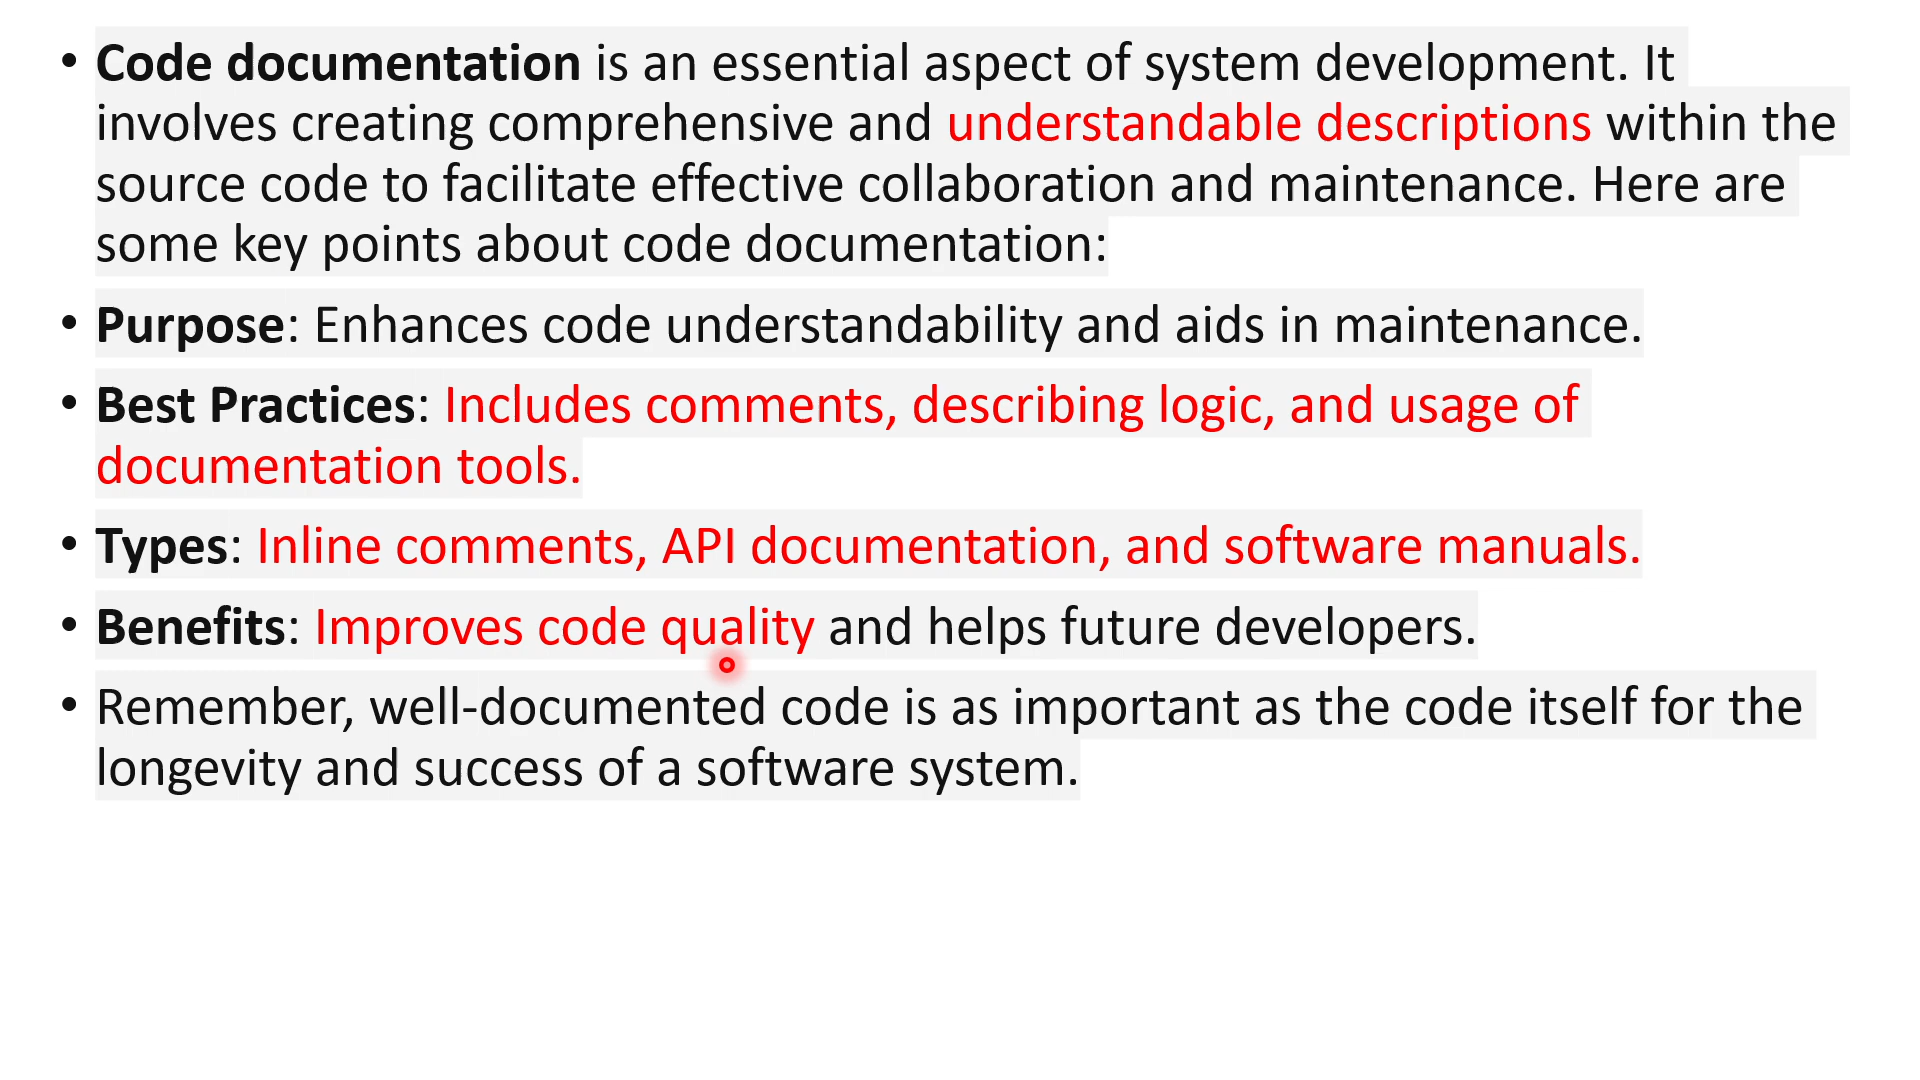 • Code documentation is an essential aspect of system development. It
involves creating comprehensive and understandable descriptions within the
source code to facilitate effective collaboration and maintenance. Here are
some key points about code documentation:
• Purpose: Enhances code understandability and aids in maintenance.
• Best Practices: Includes comments, describing logic, and usage of
documentation tools.
• Types: Inline comments, API documentation, and software manuals.
• Benefits: Improves code quality and helps future developers.
• Remember, well-documented code is as important as the code itself for the
longevity and success of a software system.